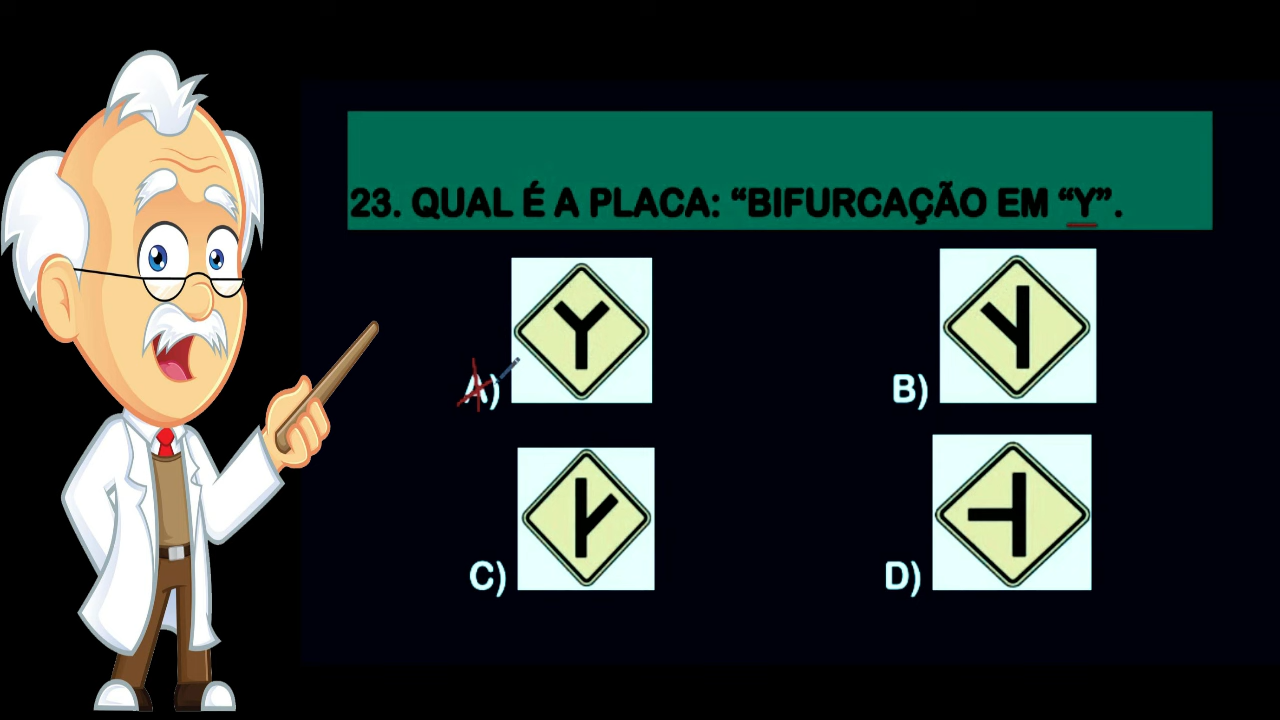 23. QUAL É A PLACA: “BIFURCAÇÃO EM “Y”.
A)
B)
C)
D)